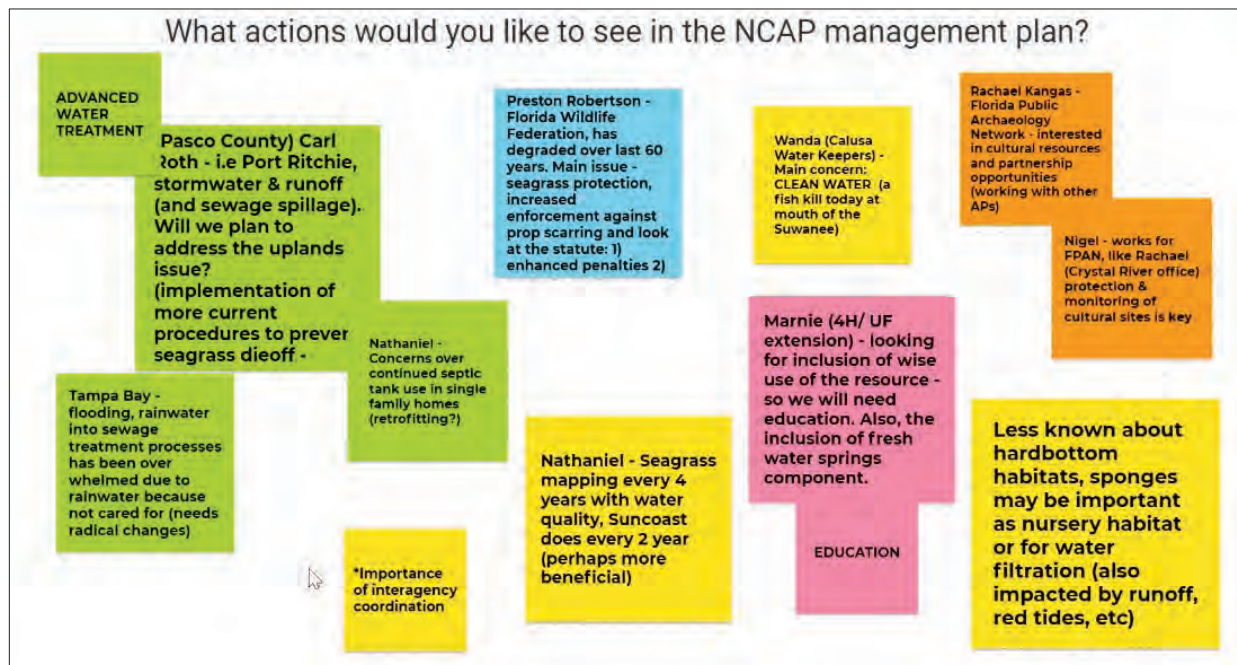 What actions would you like to see in the NCAP management plan?
ADVANCED
WATER
TREATMENT
(Pasco County) Carl
Roth - i.e Port Ritchie,
stormwater & runoff
(and sewage spillage).
Will we plan to
address the uplands
issue?
(implementation of
more current
procedures to prever
seagrass dieoff -
Tampa Bay -
flooding, rainwater
into sewage
treatment processes
has been over
whelmed due to
rainwater because
not cared for (needs
radical changes)
Nathaniel -
Concerns over
continued septic
tank use in single
family homes
(retrofitting?)
*Importance
of interagency
coordination
Preston Robertson -
Florida Wildlife
Federation, has
degraded over last 60
years. Main issue -
seagrass protection,
increased
enforcement against
prop scarring and look
at the statute: 1)
enhanced penalties 2)
Nathaniel - Seagrass
mapping every 4
years with water
quality, Suncoast
does every 2 year
(perhaps more
beneficial)
Wanda (Calusa
Water Keepers) -
Main concern:
CLEAN WATER (a
fish kill today at
mouth of the
Suwanee)
Marnie (4H/ UF
extension) - looking
for inclusion of wise
use of the resource -
so we will need
education. Also, the
inclusion of fresh
water springs
component.
EDUCATION
Rachael Kangas -
Florida Public
Archaeology
Network - interested
in cultural resources
and partnership
opportunities
(working with other
APs)
Nigel - works for
FPAN, like Rachael
(Crystal River office)
protection &
monitoring of
cultural sites is key
Less known about
hardbottom
habitats, sponges
may be important
as nursery habitat
or for water
filtration (also
impacted by runoff,
red tides, etc)